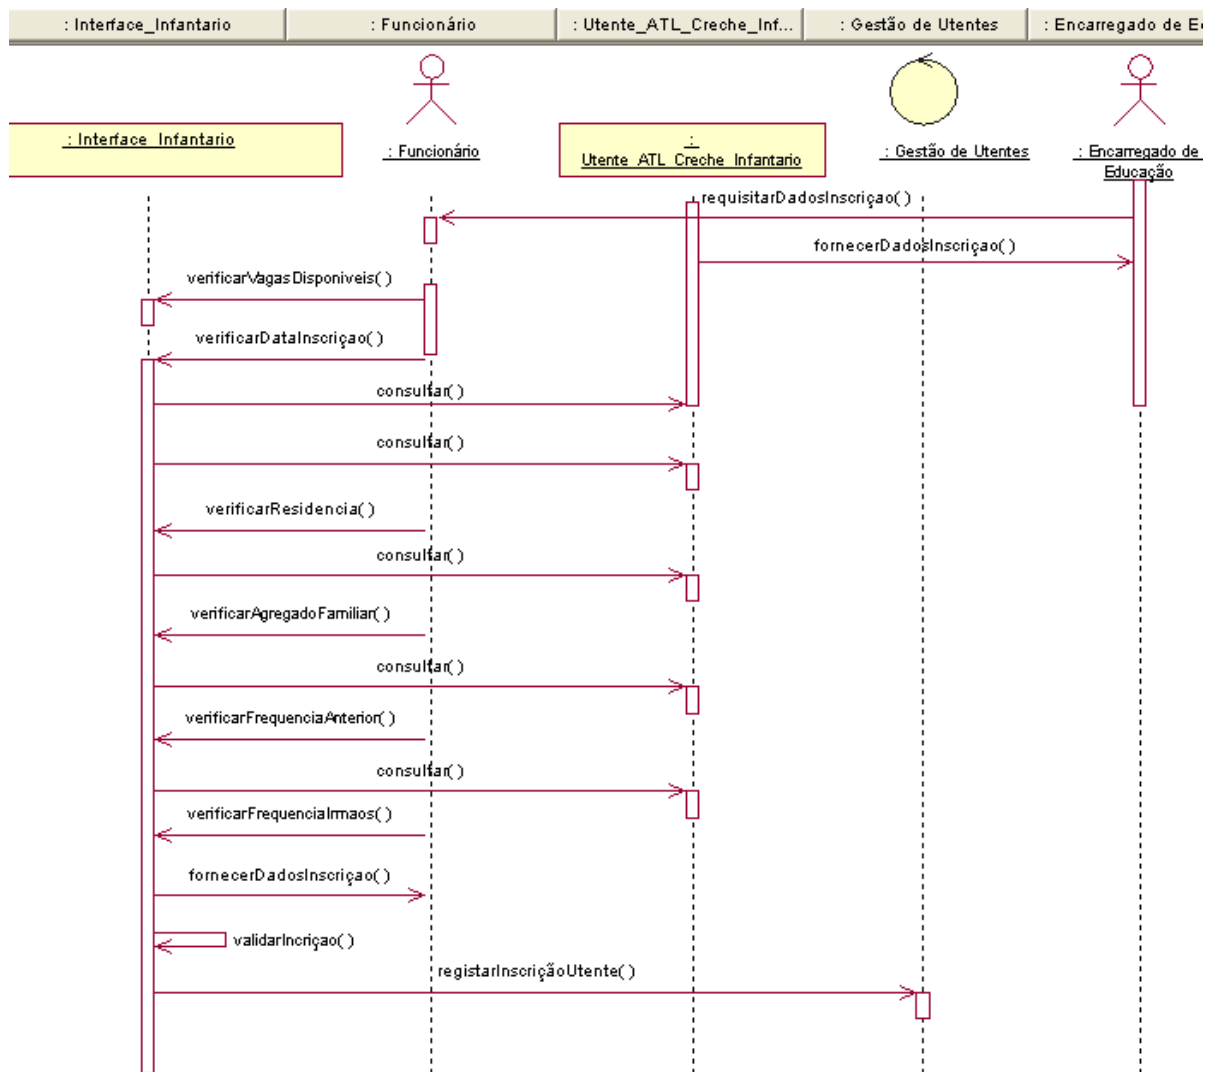 : Interface_Infantario
: Funcionário
: Utente_ATL_Creche_Inf...
: Gestão de Utentes
: Encarregado de E
: Interface_Infantario
: Funcionário
:
Utente_ATL_Creche_Infantario
: Gestão de Utentes
: Encarregado de
Educação
requisitarDadosInscriçao( )
fornecerDadosInscriçao( )
verificarVagasDisponiveis( )
verificarDataInscriçao( )
consultar( )
consultar( )
verificarResidencia( )
consultar( )
verificarAgregadoFamiliar( )
consultar( )
verificarFrequenciaAnterior( )
consultar( )
verificarFrequenciaIrmaos( )
fornecerDadosInscriçao( )
validarIncriçao( )
registarInscriçãoUtente( )